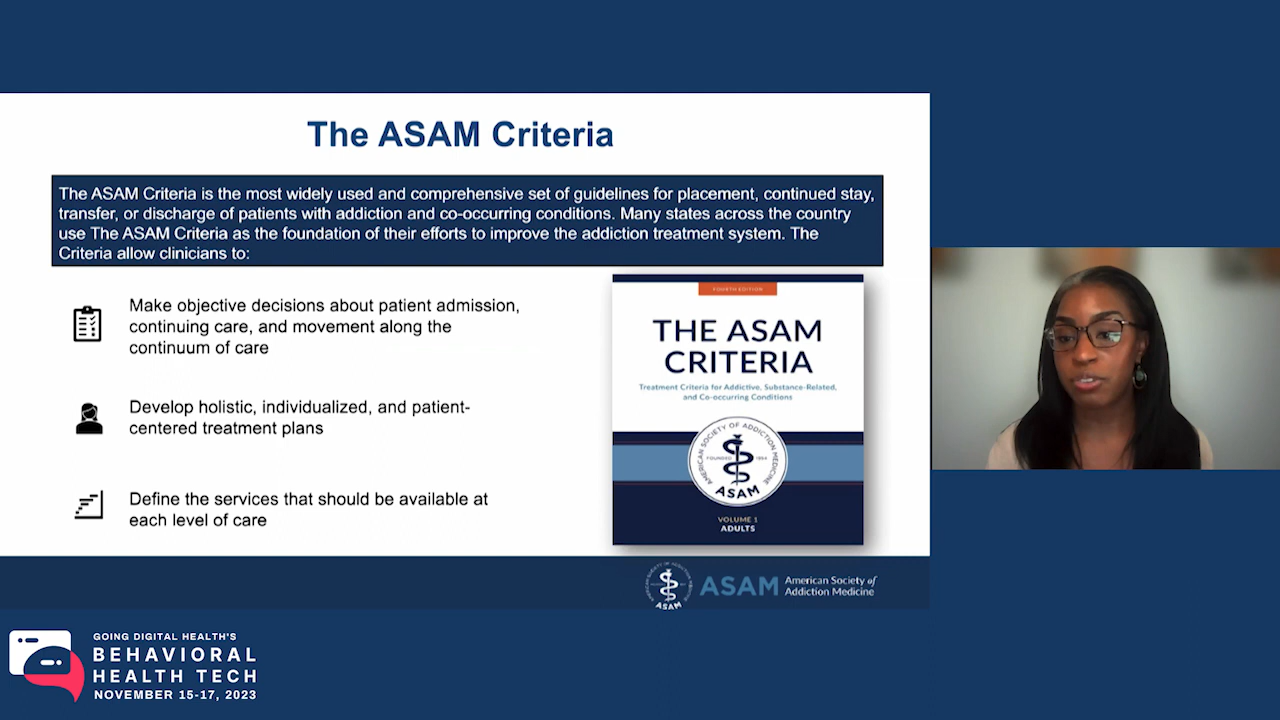 The ASAM Criteria
The ASAM Criteria is the most widely used and comprehensive set of guidelines for placement, continued stay,
transfer, or discharge of patients with addiction and co-occurring conditions. Many states across the country
use The ASAM Criteria as the foundation of their efforts to improve the addiction treatment system. The
Criteria allow clinicians to:
Make objective decisions about patient admission,
continuing care, and movement along the
continuum of care
Develop holistic, individualized, and patient-
centered treatment plans
Define the services that should be available at
each level of care
FOURTH EDITION
THE ASAM
CRITERIA
Treatment Criteria for Addictive, Substance-Related,
and Co-occurring Conditions
AMERICAN SOCIETY OF ADDICTION MEDICINE
FOUNDED 1954
ASAM
VOLUME 1
ADULTS
ASAM
ASAM
American Society of
Addiction Medicine
GOING DIGITAL HEALTH'S
BEHAVIORAL
HEALTH TECH
NOVEMBER 15-17, 2023